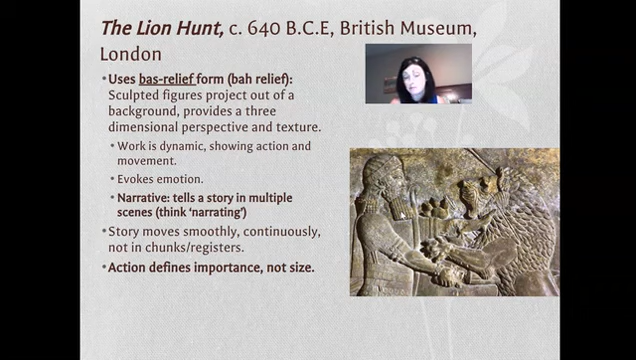 The Lion Hunt, c. 640 B.C.E, British Museum,
London
•Uses bas-relief form (bah relief):
Sculpted figures project out of a
background, provides a three
dimensional perspective and texture.
•Work is dynamic, showing action and
movement.
•Evokes emotion.
•Narrative: tells a story in multiple
scenes (think ‘narrating’)
•Story moves smoothly, continuously,
not in chunks/registers.
•Action defines importance, not size.